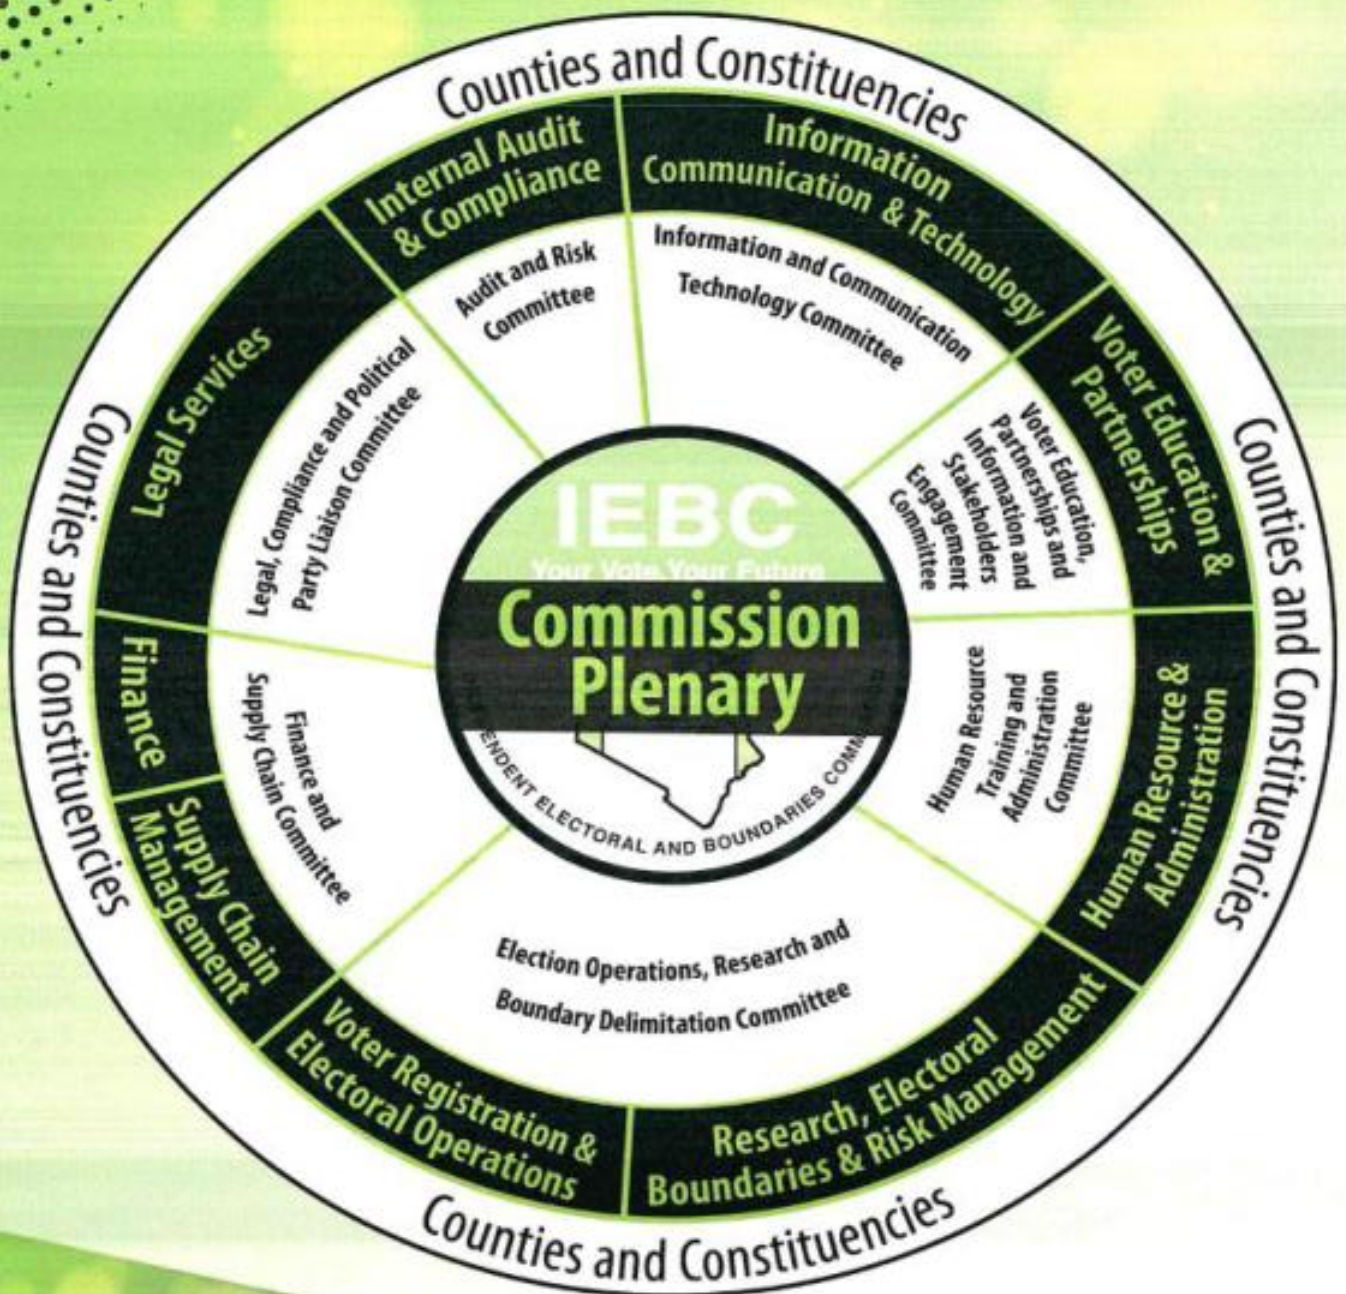 Counties and Constituencies
Internal Audit
& Compliance
Information
Communication & Technology
Audit and Risk
Committee
Information and Communication
Technology Committee
Legal Services
Legal, Compliance and Political
Party Liaison Committee
Voter Education &
Partnerships
Voter Education,
Partnerships and
Information and
Stakeholders
Engagement
Committee
Counties and Constituencies
Counties and Constituencies
IEBC
Your Vote Your Future
Commission
Plenary
ENDENT ELECTORAL AND BOUNDARIES COMM
Finance
Finance and
Supply Chain Committee
Human Resource
Training and
Administration
Committee
Human Resource &
Administration
Supply Chain
Management
Election Operations, Research and
Boundary Delimitation Committee
Voter Registration &
Electoral Operations
Research, Electoral
Boundaries & Risk Management
Counties and Constituencies